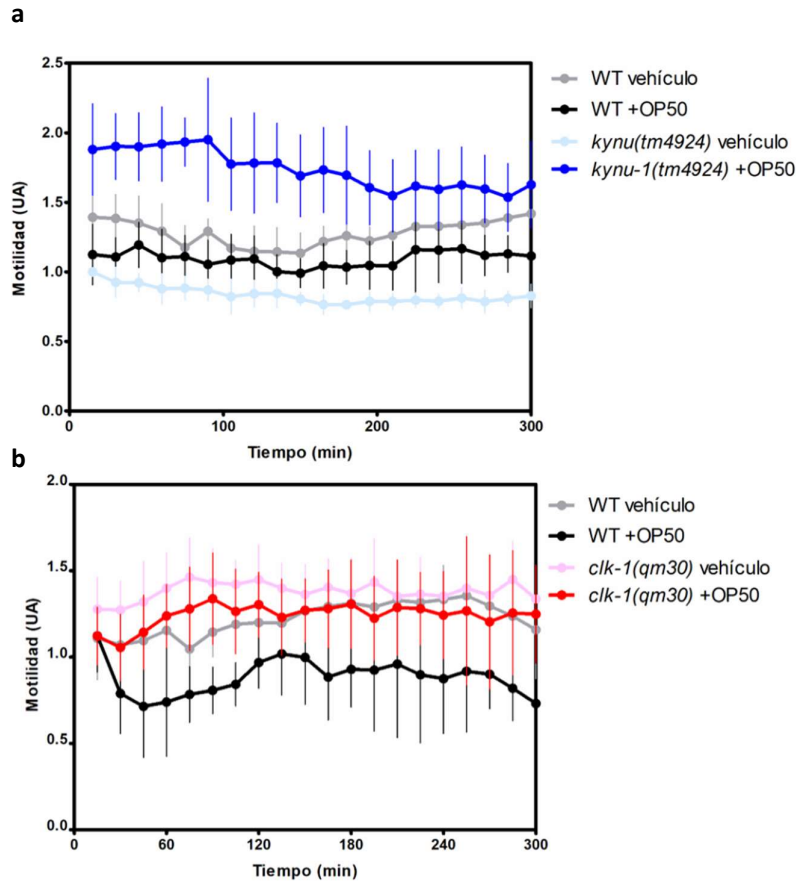 a
2.5
2.0
1.5
1.0
0.5
0.0
Motilidad (UA)
0 100 200 300
Tiempo (min)
WT vehículo
WT +OP50
kynu(tm4924) vehículo
kynu-1(tm4924) +OP50
b
2.0
1.5
1.0
0.5
0.0
Motilidad (UA)
0 60 120 180 240 300
Tiempo (min)
WT vehículo
WT +OP50
clk-1(qm30) vehículo
clk-1(qm30) +OP50